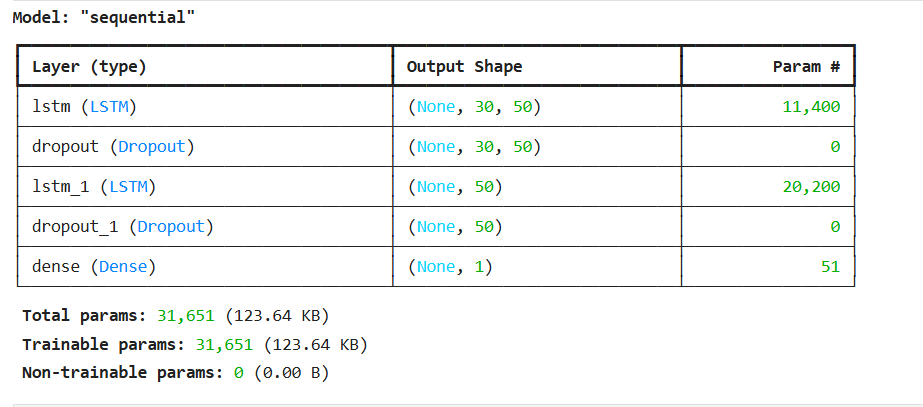 Model: "sequential"
Layer (type) Output Shape Param #
lstm (LSTM) (None, 30, 50) 11,400
dropout (Dropout) (None, 30, 50) 0
lstm_1 (LSTM) (None, 50) 20,200
dropout_1 (Dropout) (None, 50) 0
dense (Dense) (None, 1) 51
Total params: 31,651 (123.64 KB)
Trainable params: 31,651 (123.64 KB)
Non-trainable params: 0 (0.00 B)